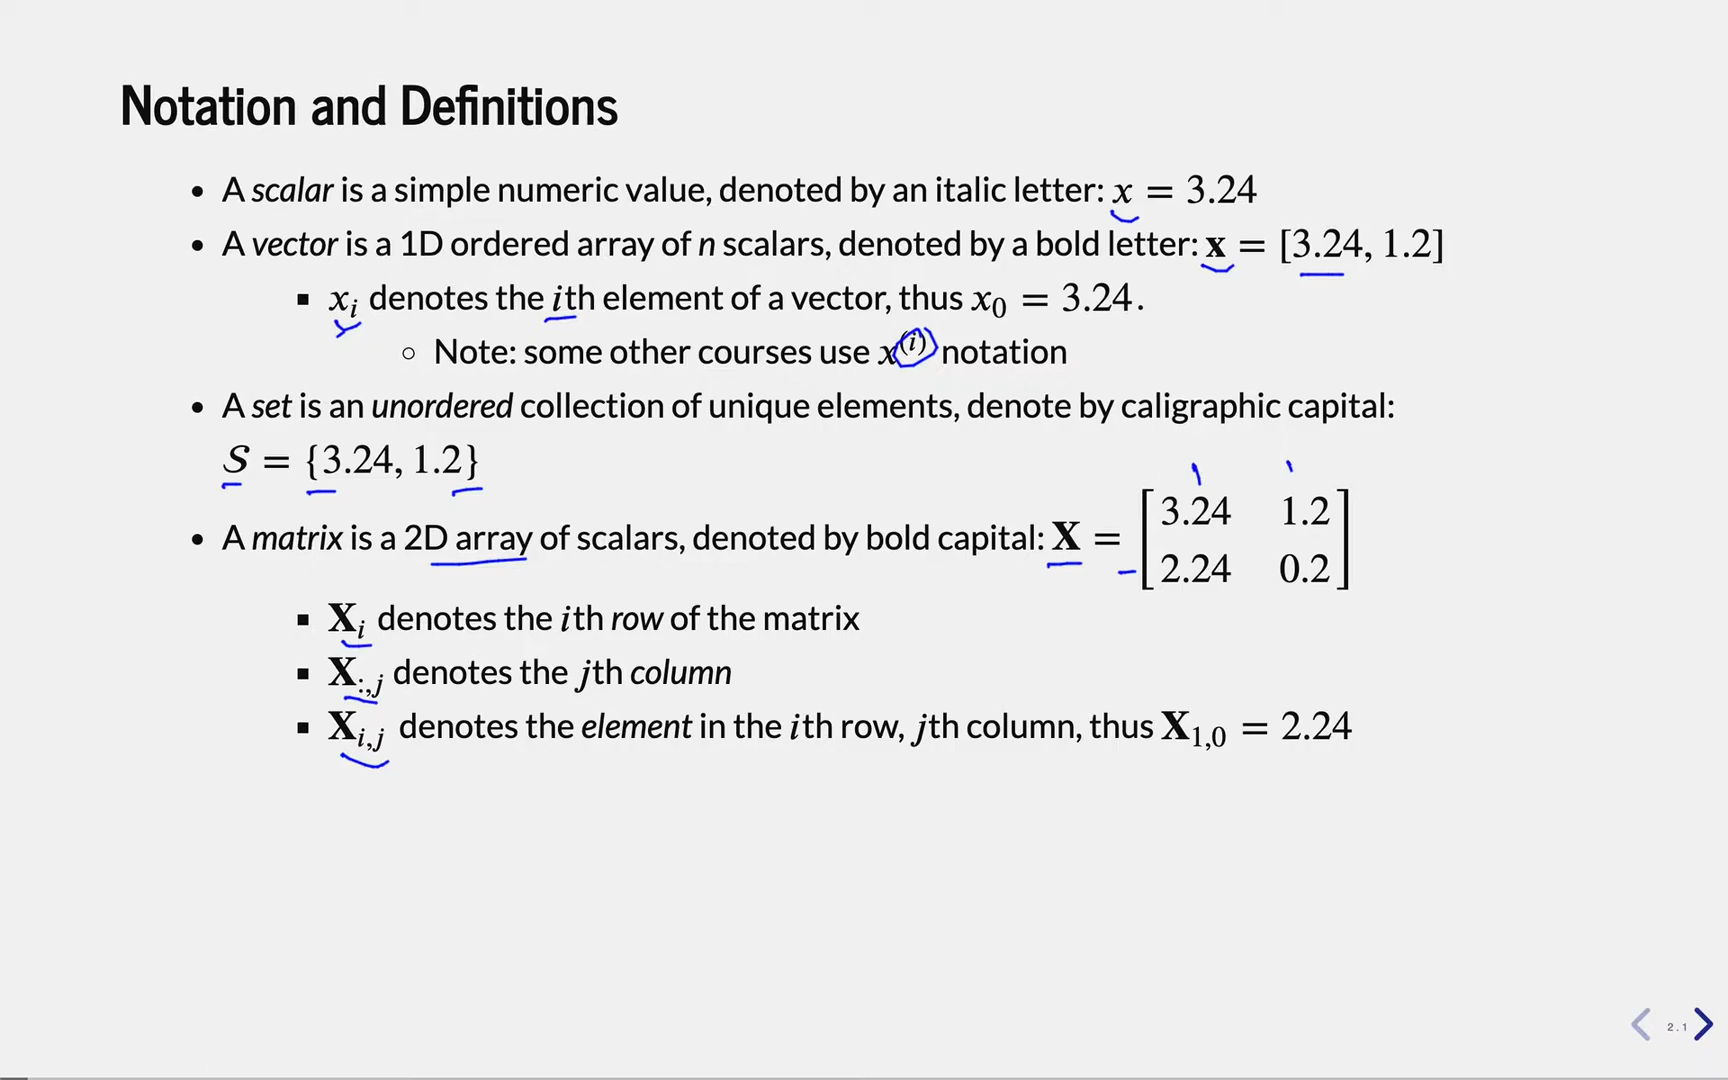 Notation and Definitions
• A scalar is a simple numeric value, denoted by an italic letter: x = 3.24
• A vector is a 1D ordered array of n scalars, denoted by a bold letter: x = [3.24, 1.2]
▪ xᵢ denotes the ith element of a vector, thus x₀ = 3.24.
◦ Note: some other courses use x⁽ⁱ⁾ notation
• A set is an unordered collection of unique elements, denote by caligraphic capital:
S = {3.24, 1.2}
• A matrix is a 2D array of scalars, denoted by bold capital: X = [3.24 1.2
2.24 0.2]
▪ Xᵢ denotes the ith row of the matrix
▪ X:,j denotes the jth column
▪ Xi,j denotes the element in the ith row, jth column, thus X1,0 = 2.24
2.1